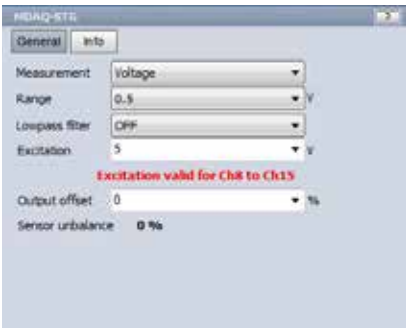 MDAQ-STG
General Info
Measurement Voltage
Range 0.5 V
Lowpass filter OFF
Excitation 5 V
Excitation valid for Ch8 to Ch15
Output offset 0 %
Sensor unbalance 0 %